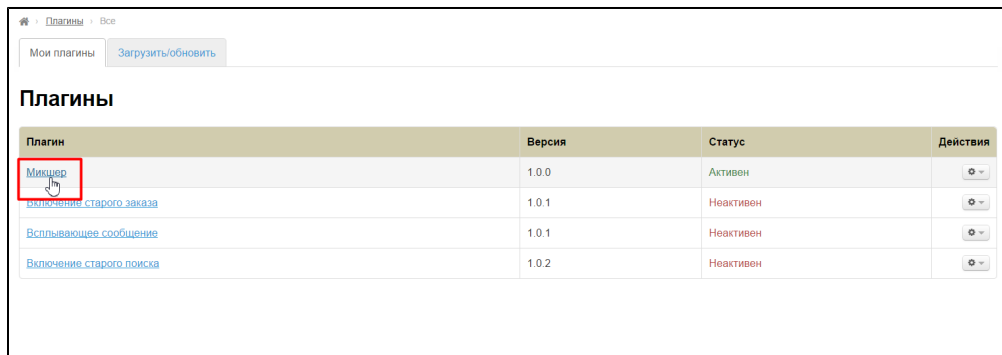 Плагины › Все
Мои плагины Загрузить/обновить
Плагины
Плагин Версия Статус Действия
Микшер 1.0.0 Активен
Включение старого заказа 1.0.1 Неактивен
Всплывающее сообщение 1.0.1 Неактивен
Включение старого поиска 1.0.2 Неактивен